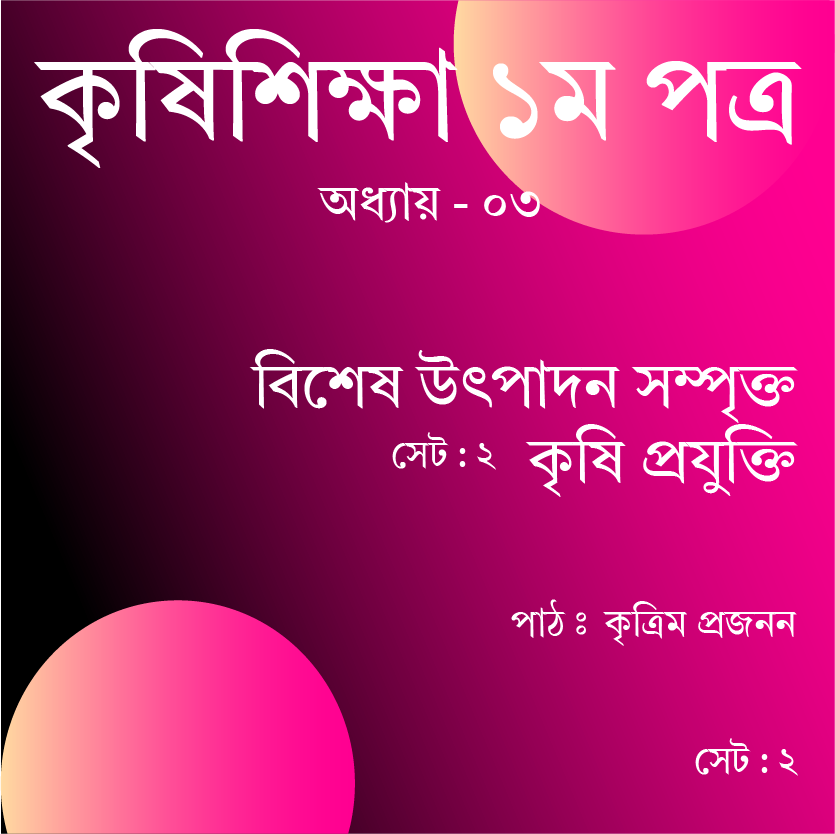 কৃষিশিক্ষা ১ম পত্র
অধ্যায় - ০৩
বিশেষ উৎপাদন সম্পৃক্ত
সেট : ২ কৃষি প্রযুক্তি
পাঠ ঃ কৃত্রিম প্রজনন
সেট : ২